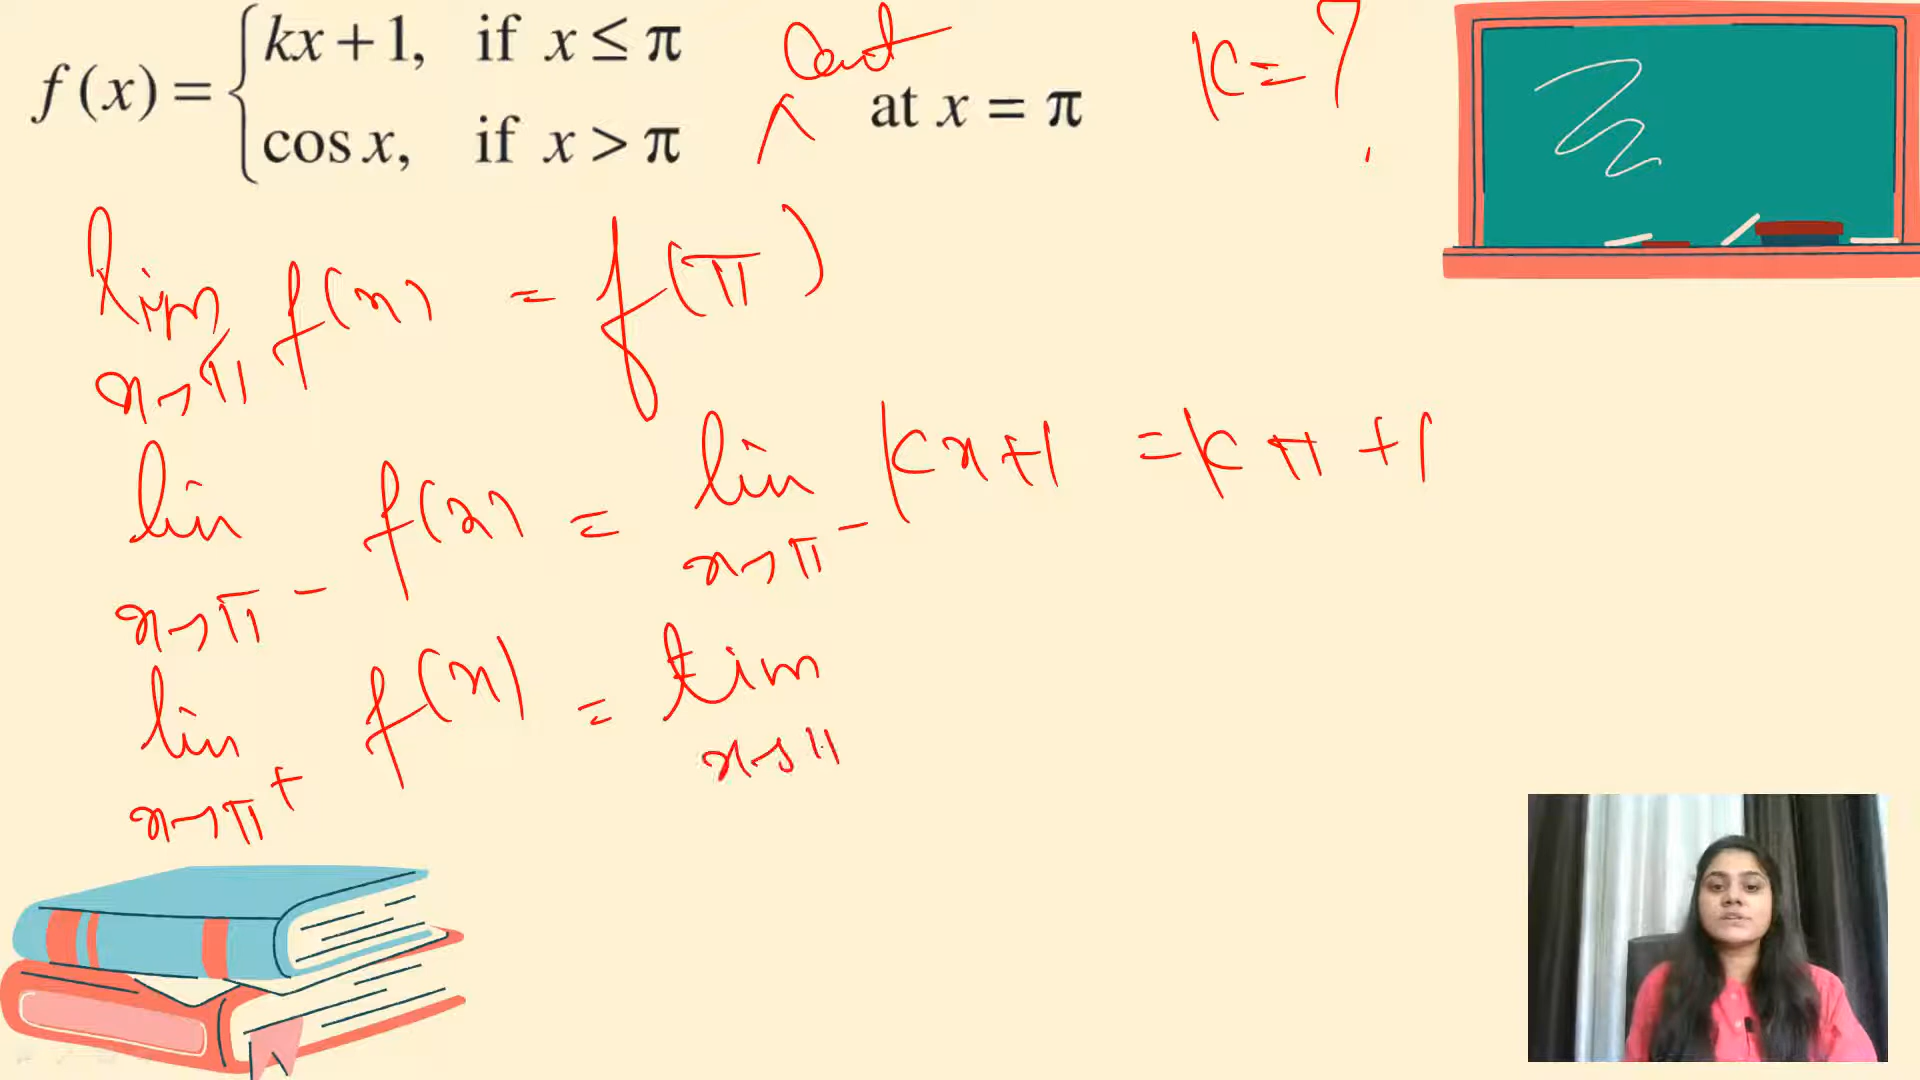 f(x) = { kx + 1, if x ≤ π
cos x, if x > π
cont
at x = π
k = ?
lim x→π f(x) = f(π)
lim x→π⁻ f(x) = lim x→π⁻ kx+1 = kπ+1
lim x→π⁺ f(x) = lim x→π